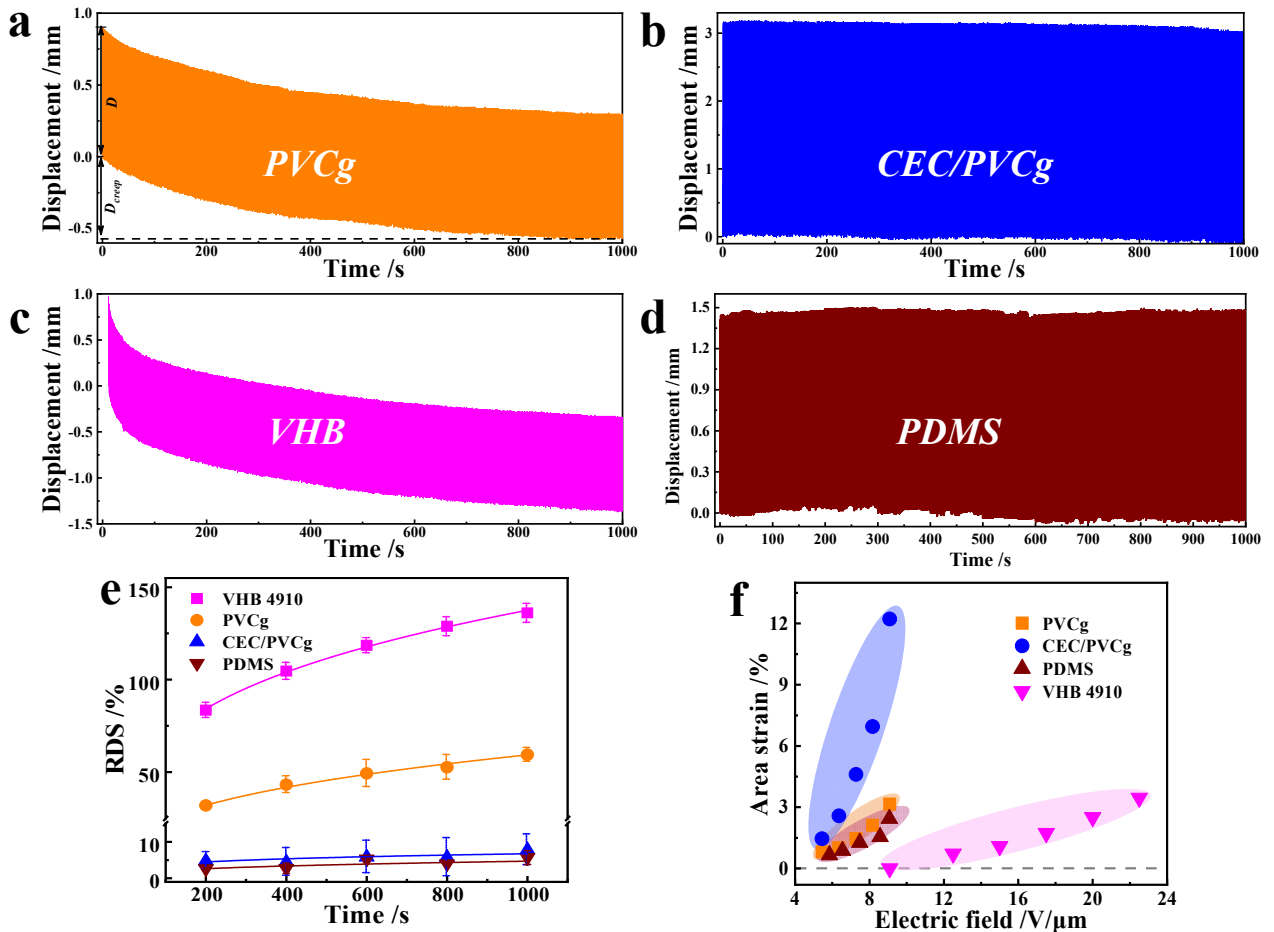 a
Displacement /mm
1.0
0.5
0.0
-0.5
D
D creep
PVCg
0
200
400
600
800
1000
Time /s
b
Displacement /mm
3
2
1
0
CEC/PVCg
0
200
400
600
800
1000
Time /s
c
Displacement /mm
1.0
0.5
0.0
-0.5
-1.0
-1.5
VHB
0
200
400
600
800
1000
Time /s
d
Displacement /mm
1.5
1.2
0.9
0.6
0.3
0.0
PDMS
0
100
200
300
400
500
600
700
800
900
1000
Time /s
e
RDS /%
150
100
50
10
0
VHB 4910
PVCg
CEC/PVCg
PDMS
200
400
600
800
1000
Time /s
f
Area strain /%
12
9
6
3
0
PVCg
CEC/PVCg
PDMS
VHB 4910
4
8
12
16
20
24
Electric field /V/μm